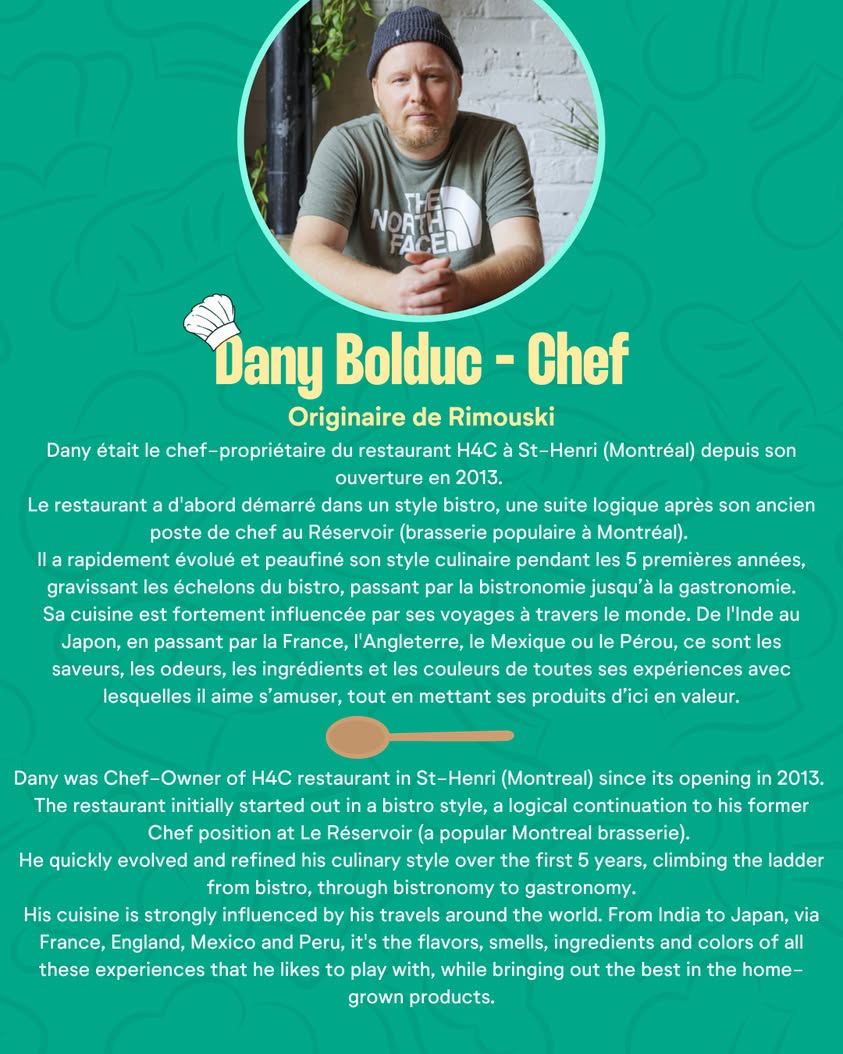 THE
NORTH
FACE
Dany Bolduc - Chef
Originaire de Rimouski
Dany était le chef-propriétaire du restaurant H4C à St-Henri (Montréal) depuis son
ouverture en 2013.
Le restaurant a d'abord démarré dans un style bistro, une suite logique après son ancien
poste de chef au Réservoir (brasserie populaire à Montréal).
Il a rapidement évolué et peaufiné son style culinaire pendant les 5 premières années,
gravissant les échelons du bistro, passant par la bistronomie jusqu'à la gastronomie.
Sa cuisine est fortement influencée par ses voyages à travers le monde. De l'Inde au
Japon, en passant par la France, l'Angleterre, le Mexique ou le Pérou, ce sont les
saveurs, les odeurs, les ingrédients et les couleurs de toutes ses expériences avec
lesquelles il aime s'amuser, tout en mettant ses produits d'ici en valeur.
Dany was Chef-Owner of H4C restaurant in St-Henri (Montreal) since its opening in 2013.
The restaurant initially started out in a bistro style, a logical continuation to his former
Chef position at Le Réservoir (a popular Montreal brasserie).
He quickly evolved and refined his culinary style over the first 5 years, climbing the ladder
from bistro, through bistronomy to gastronomy.
His cuisine is strongly influenced by his travels around the world. From India to Japan, via
France, England, Mexico and Peru, it's the flavors, smells, ingredients and colors of all
these experiences that he likes to play with, while bringing out the best in the home-
grown products.